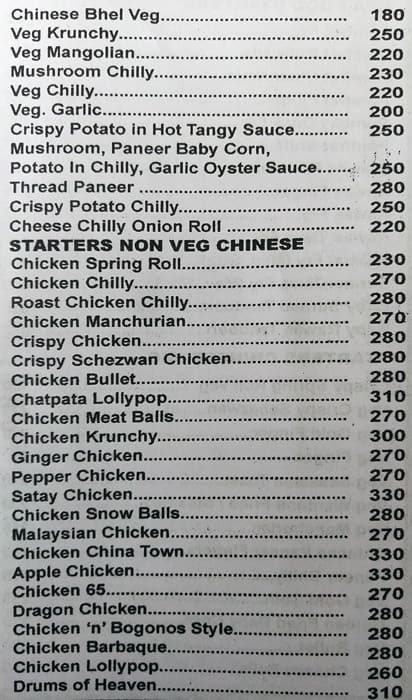 Chinese Bhel Veg................................ 180
Veg Krunchy....................................... 250
Veg Mangolian.................................... 220
Mushroom Chilly................................. 230
Veg Chilly........................................... 220
Veg. Garlic.......................................... 200
Crispy Potato in Hot Tangy Sauce......... 250
Mushroom, Paneer Baby Corn,
Potato In Chilly, Garlic Oyster Sauce...... 250
Thread Paneer .................................... 280
Crispy Potato Chilly............................. 250
Cheese Chilly Onion Roll ..................... 220
STARTERS NON VEG CHINESE
Chicken Spring Roll............................. 230
Chicken Chilly..................................... 270
Roast Chicken Chilly............................ 280
Chicken Manchurian............................ 270
Crispy Chicken.................................... 280
Crispy Schezwan Chicken.................... 280
Chicken Bullet..................................... 280
Chatpata Lollypop............................... 310
Chicken Meat Balls.............................. 270
Chicken Krunchy................................. 300
Ginger Chicken.................................... 270
Pepper Chicken................................... 270
Satay Chicken..................................... 330
Chicken Snow Balls............................. 280
Malaysian Chicken............................... 270
Chicken China Town............................ 330
Apple Chicken..................................... 330
Chicken 65.......................................... 270
Dragon Chicken................................... 280
Chicken ‘n’ Bogonos Style.................... 280
Chicken Barbaque............................... 280
Chicken Lollypop................................. 260
Drums of Heaven................................. 310